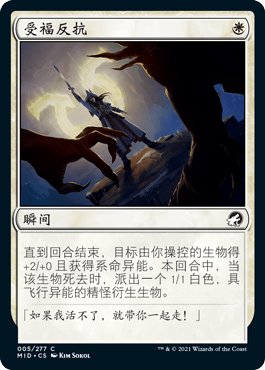 受福反抗
瞬间
直到回合结束，目标由你操控的生物得
+2/+0 且获得系命异能。本回合中，当
该生物死去时，派出一个 1/1 白色，具
飞行异能的精怪衍生生物。
「如果我活不了，就带你一起走！」
005/277 C
MID • CS KIM SOKOL
™ & © 2021 Wizards of the Coast